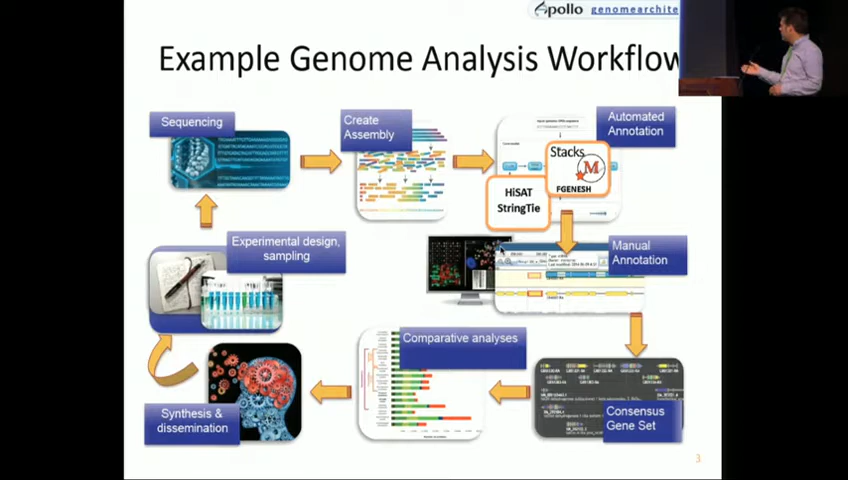 Apollo genomearchite
Example Genome Analysis Workflow
Sequencing
Create
Assembly
Automated
Annotation
Stacks
M
FGENESH
HiSAT
StringTie
Experimental design,
sampling
Manual
Annotation
Comparative analyses
Consensus
Gene Set
Synthesis &
dissemination
3